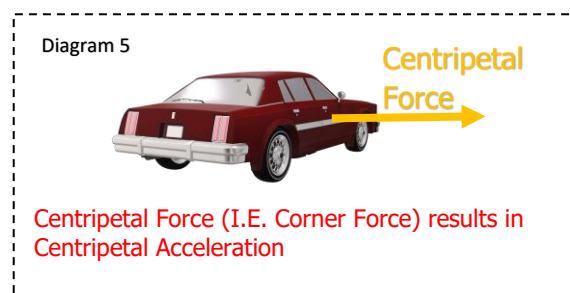 Diagram 5
Centripetal
Force
Centripetal Force (I.E. Corner Force) results in
Centripetal Acceleration